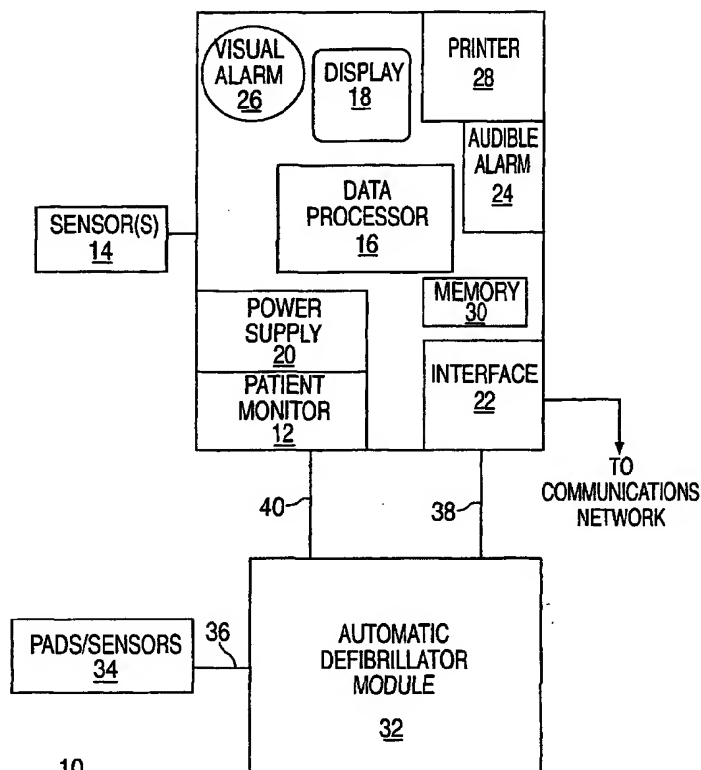 VISUAL
ALARM
26
DISPLAY
18
PRINTER
28
AUDIBLE
ALARM
24
DATA
PROCESSOR
16
SENSOR(S)
14
MEMORY
30
POWER
SUPPLY
20
INTERFACE
22
PATIENT
MONITOR
12
TO
COMMUNICATIONS
NETWORK
40
38
PADS/SENSORS
34
36
AUTOMATIC
DEFIBRILLATOR
MODULE
32
10